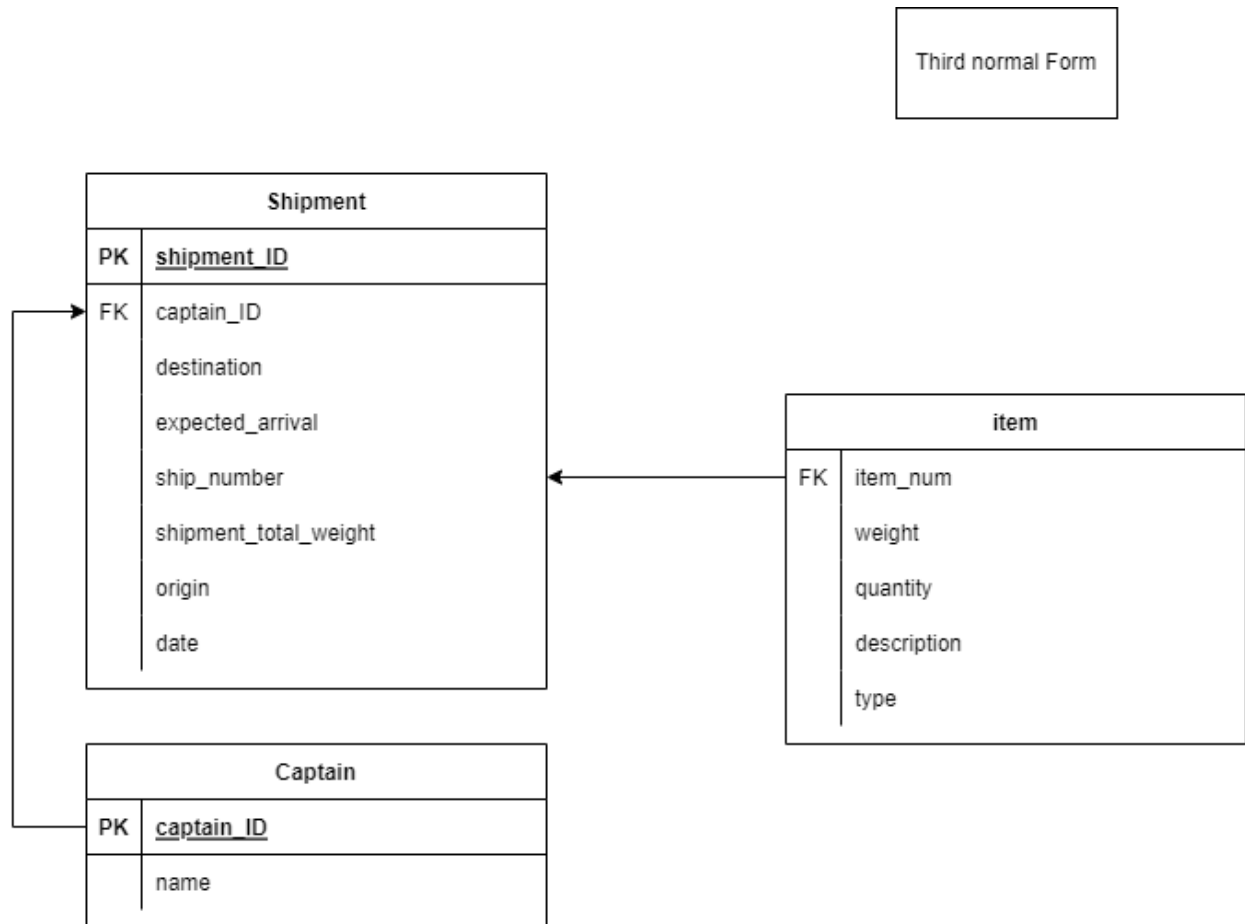 Third normal Form
Shipment
PK shipment_ID
FK captain_ID
destination
expected_arrival
ship_number
shipment_total_weight
origin
date
item
FK item_num
weight
quantity
description
type
Captain
PK captain_ID
name